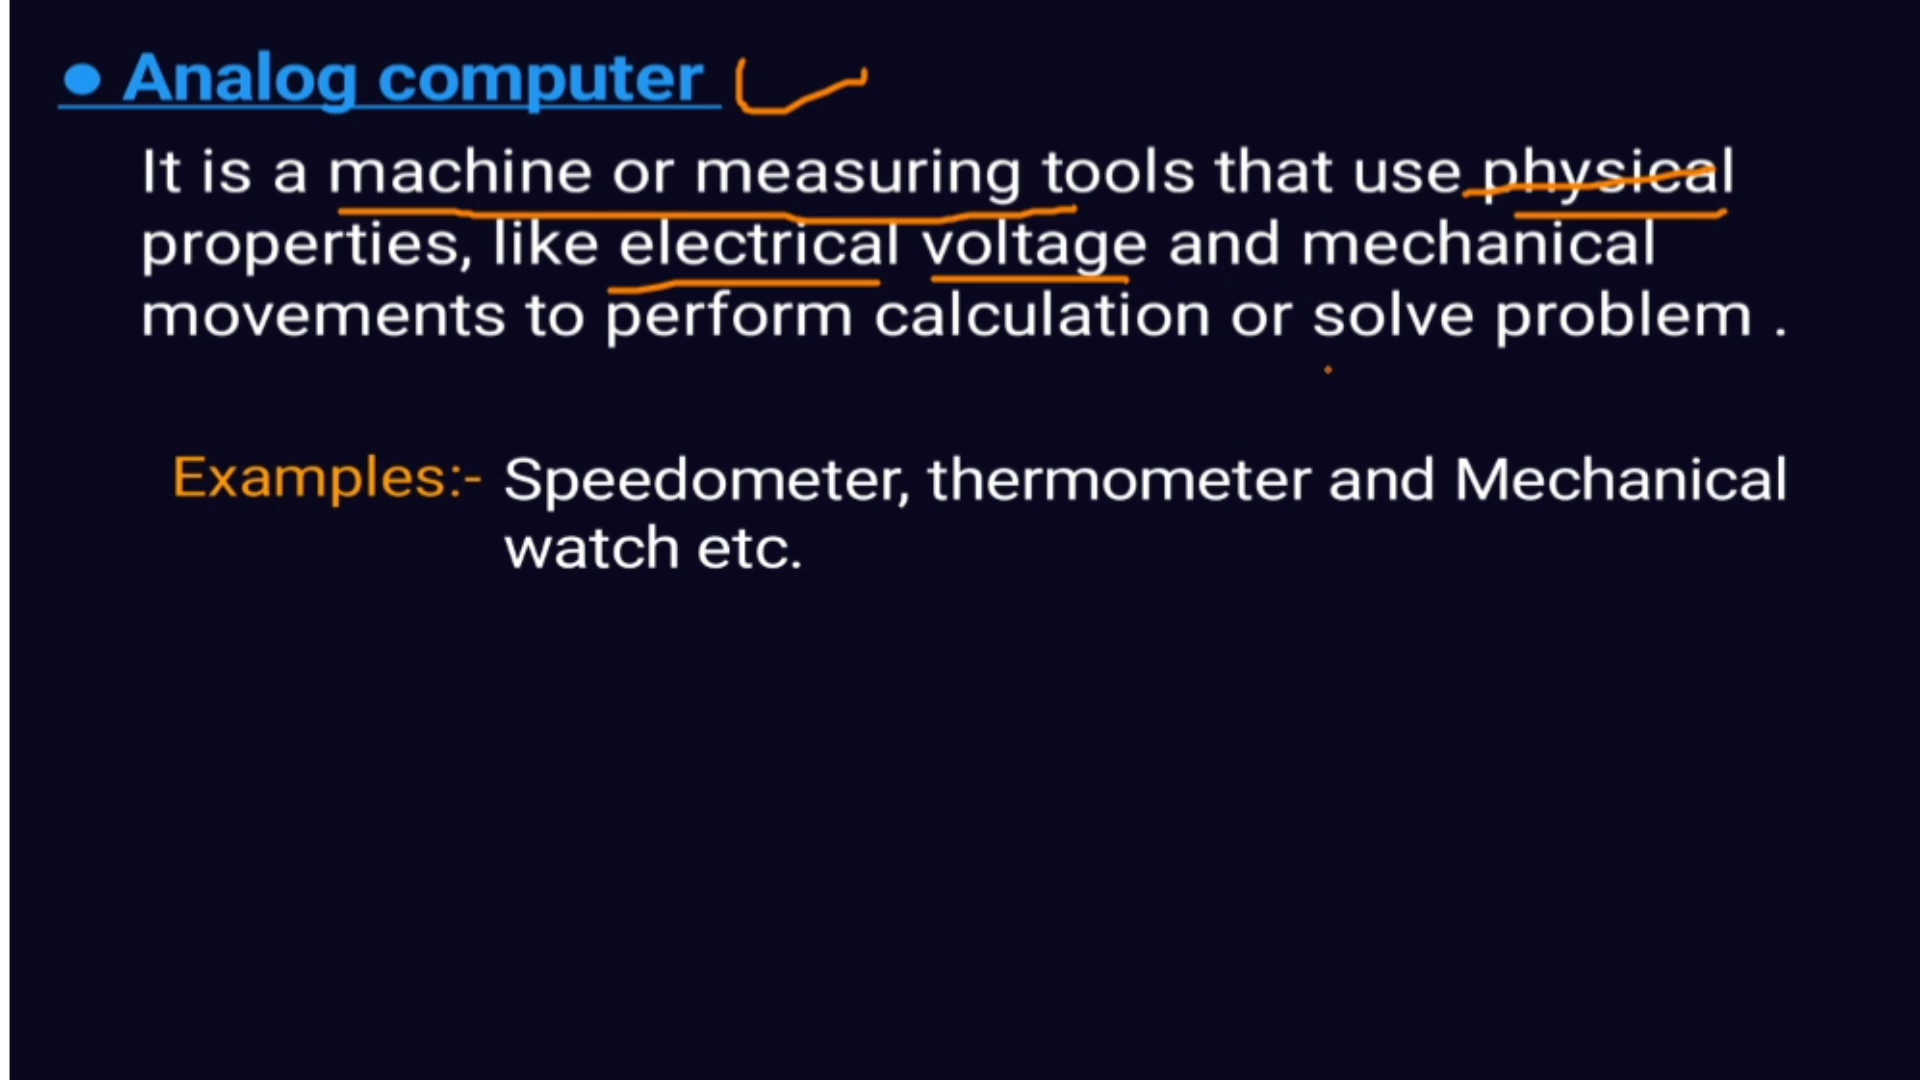 ● Analog computer
It is a machine or measuring tools that use physical
properties, like electrical voltage and mechanical
movements to perform calculation or solve problem .
Examples:- Speedometer, thermometer and Mechanical
watch etc.